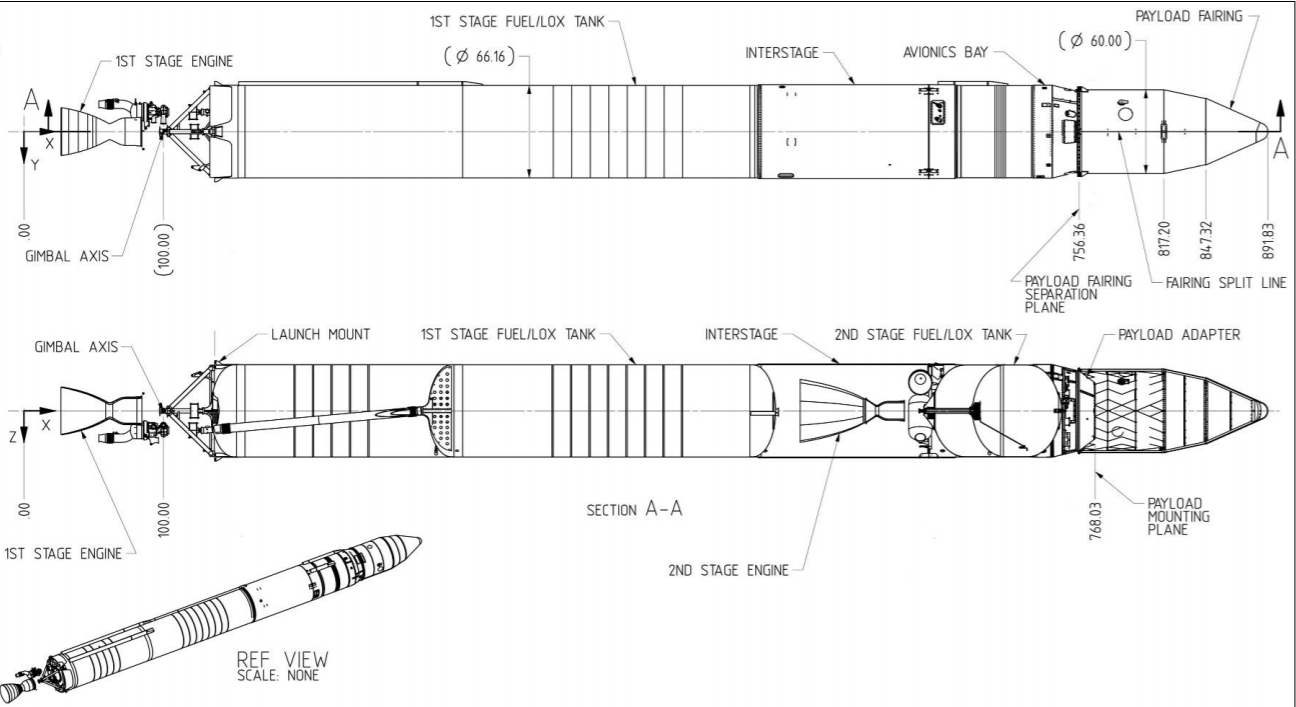 1ST STAGE FUEL/LOX TANK
PAYLOAD FAIRING
1ST STAGE ENGINE
(Ø 66.16)
INTERSTAGE
AVIONICS BAY
(Ø 60.00)
A
X
Y
A
.00
GIMBAL AXIS
(100.00)
756.36
817.20
847.32
891.83
PAYLOAD FAIRING
SEPARATION
PLANE
FAIRING SPLIT LINE
GIMBAL AXIS
LAUNCH MOUNT
1ST STAGE FUEL/LOX TANK
INTERSTAGE
2ND STAGE FUEL/LOX TANK
PAYLOAD ADAPTER
X
Z
.00
100.00
1ST STAGE ENGINE
SECTION A-A
768.03
PAYLOAD
MOUNTING
PLANE
2ND STAGE ENGINE
REF VIEW
SCALE: NONE